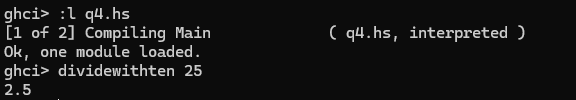 ghci> :l q4.hs
[1 of 2] Compiling Main             ( q4.hs, interpreted )
Ok, one module loaded.
ghci> dividewithten 25
2.5